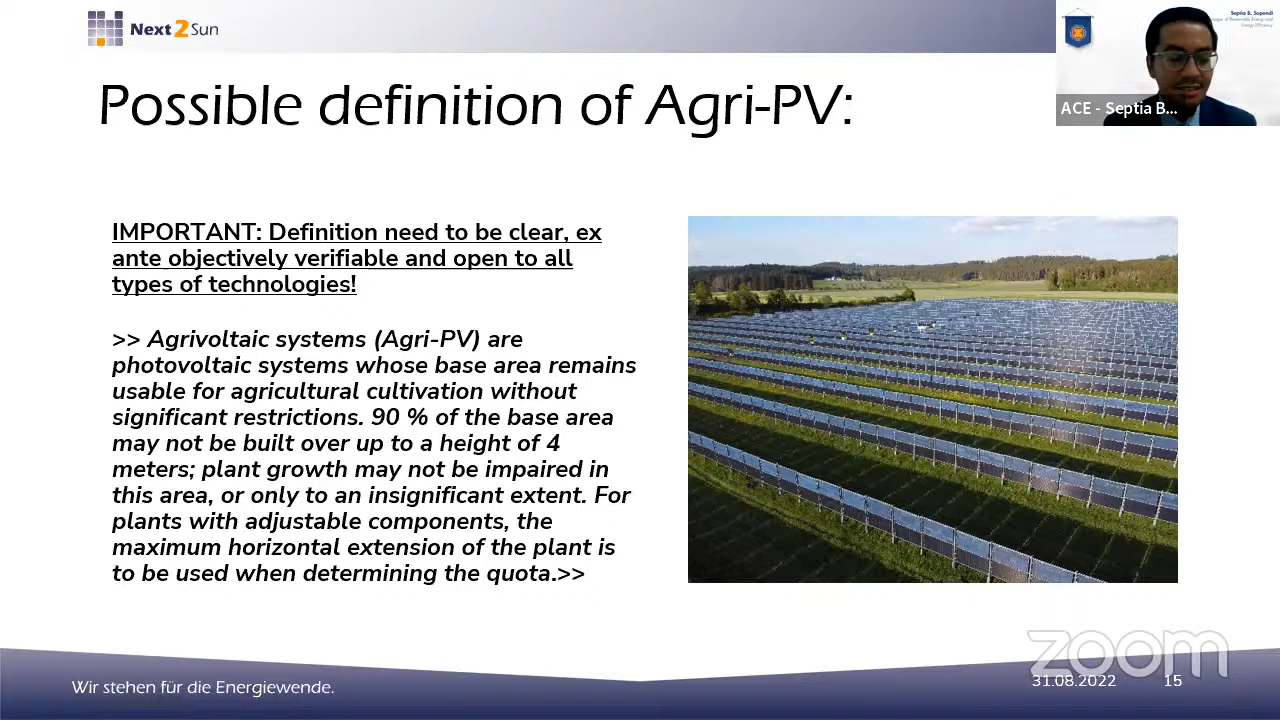 Next2Sun
Septia B. Supendi
Energy Efficiency
ACE - Septia B...
Possible definition of Agri-PV:
IMPORTANT: Definition need to be clear, ex
ante objectively verifiable and open to all
types of technologies!
>> Agrivoltaic systems (Agri-PV) are
photovoltaic systems whose base area remains
usable for agricultural cultivation without
significant restrictions. 90 % of the base area
may not be built over up to a height of 4
meters; plant growth may not be impaired in
this area, or only to an insignificant extent. For
plants with adjustable components, the
maximum horizontal extension of the plant is
to be used when determining the quota.>>
zoom
Wir stehen für die Energiewende.
31.08.2022
15